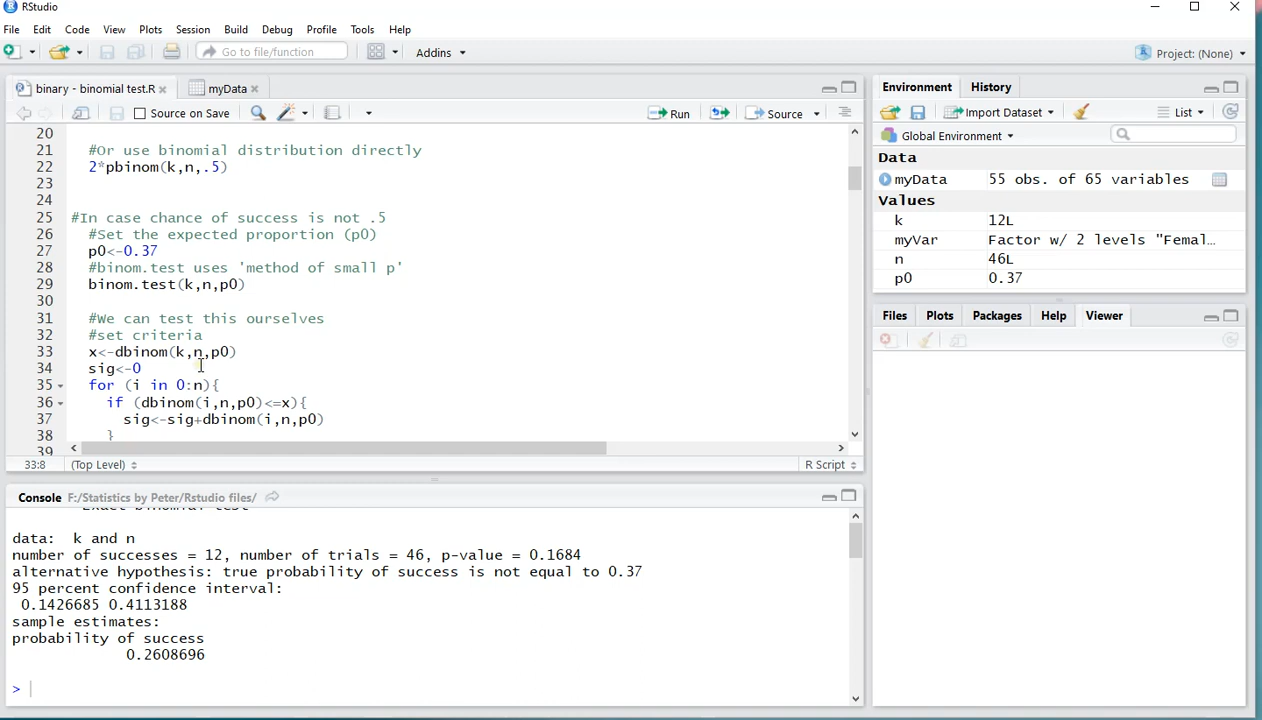 RStudio
File Edit Code View Plots Session Build Debug Profile Tools Help
Go to file/function Addins Project: (None)
binary - binomial test.R myData
Source on Save Run Source
20
21 #Or use binomial distribution directly
22 2*pbinom(k,n,.5)
23
24
25 #In case chance of success is not .5
26 #Set the expected proportion (p0)
27 p0<-0.37
28 #binom.test uses 'method of small p'
29 binom.test(k,n,p0)
30
31 #We can test this ourselves
32 #set criteria
33 x<-dbinom(k,n,p0)
34 sig<-0
35 for (i in 0:n){
36 if (dbinom(i,n,p0)<=x){
37 sig<-sig+dbinom(i,n,p0)
38 }
39
33:8 (Top Level) R Script
Console F:/Statistics by Peter/Rstudio files/
Exact binomial test
data: k and n
number of successes = 12, number of trials = 46, p-value = 0.1684
alternative hypothesis: true probability of success is not equal to 0.37
95 percent confidence interval:
0.1426685 0.4113188
sample estimates:
probability of success
0.2608696
>
Environment History
Import Dataset List
Global Environment
Data
myData 55 obs. of 65 variables
Values
k 12L
myVar Factor w/ 2 levels "Femal…
n 46L
p0 0.37
Files Plots Packages Help Viewer